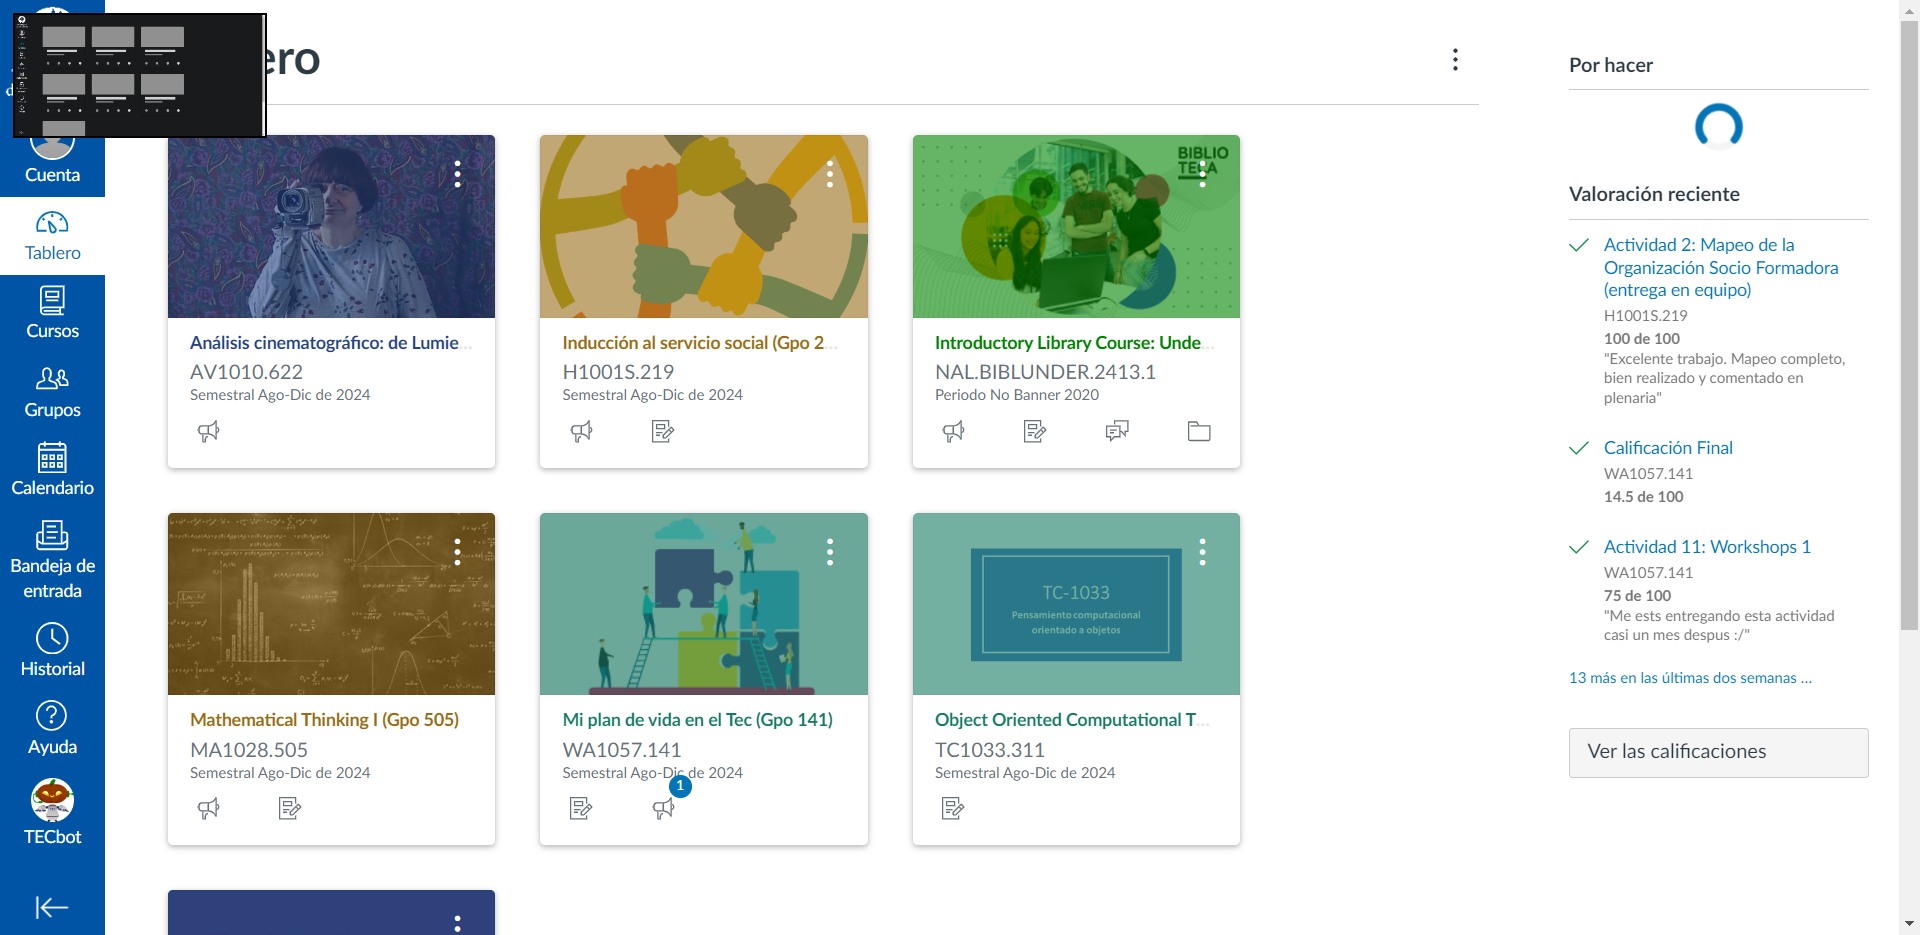 ero
Cuenta
Tablero
Cursos
Grupos
Calendario
Bandeja de
entrada
Historial
Ayuda
TECbot
Análisis cinematográfico: de Lumie...
AV1010.622
Semestral Ago-Dic de 2024
Inducción al servicio social (Gpo 2...
H1001S.219
Semestral Ago-Dic de 2024
BIBLIO
TECA
Introductory Library Course: Unde...
NAL.BIBLUNDER.2413.1
Periodo No Banner 2020
Mathematical Thinking I (Gpo 505)
MA1028.505
Semestral Ago-Dic de 2024
Mi plan de vida en el Tec (Gpo 141)
WA1057.141
Semestral Ago-Dic de 2024
1
TC-1033
Pensamiento computacional
orientado a objetos
Object Oriented Computational T...
TC1033.311
Semestral Ago-Dic de 2024
Por hacer
Valoración reciente
Actividad 2: Mapeo de la
Organización Socio Formadora
(entrega en equipo)
H1001S.219
100 de 100
"Excelente trabajo. Mapeo completo,
bien realizado y comentado en
plenaria"
Calificación Final
WA1057.141
14.5 de 100
Actividad 11: Workshops 1
WA1057.141
75 de 100
"Me ests entregando esta actividad
casi un mes despus :/"
13 más en las últimas dos semanas ...
Ver las calificaciones